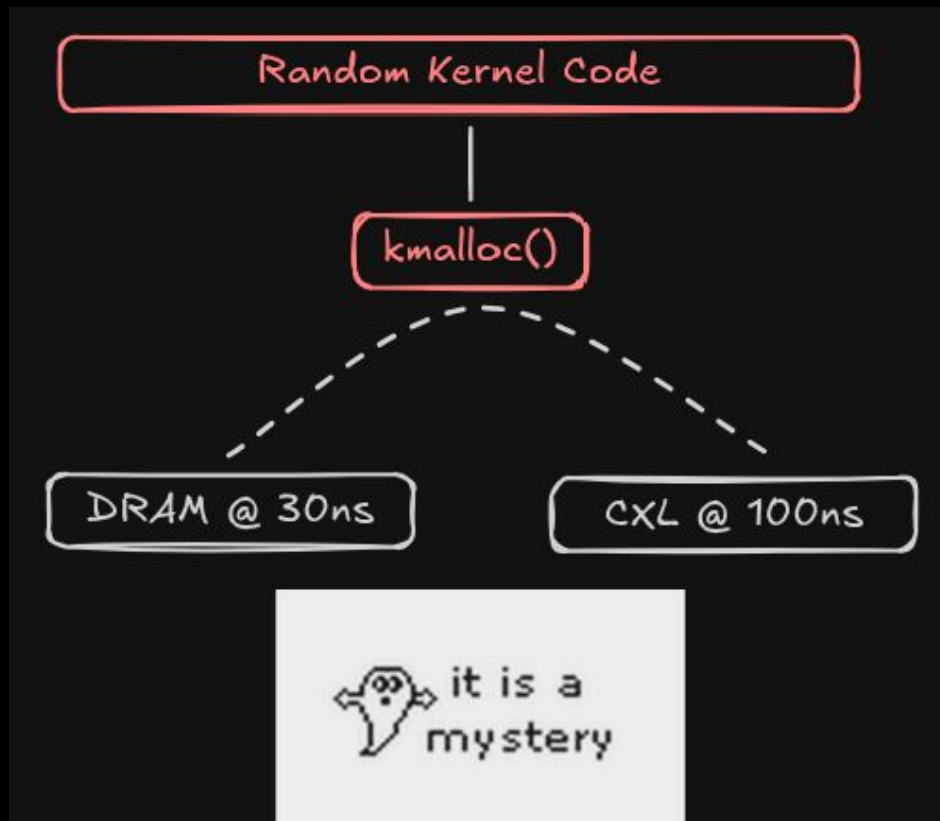 Random Kernel Code
kmalloc()
DRAM @ 30ns
CXL @ 100ns
it is a
mystery